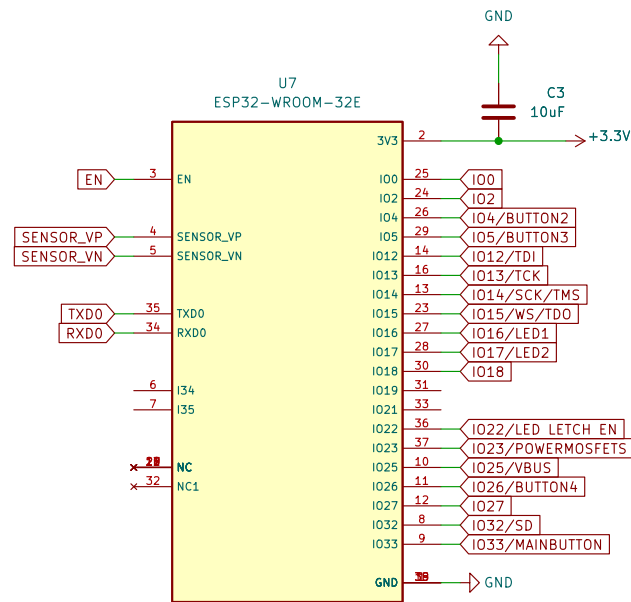 GND
U7
ESP32-WROOM-32E
C3
10uF
3V3 2 +3.3V
EN 3 EN
IO0 25 IO0
IO2 24 IO2
IO4 26 IO4/BUTTON2
SENSOR_VP 4 SENSOR_VP
IO5 29 IO5/BUTTON3
SENSOR_VN 5 SENSOR_VN
IO12 14 IO12/TDI
IO13 16 IO13/TCK
IO14 13 IO14/SCK/TMS
TXD0 35 TXD0
IO15 23 IO15/WS/TDO
RXD0 34 RXD0
IO16 27 IO16/LED1
IO17 28 IO17/LED2
IO18 30 IO18
6 I34
IO19 31
7 I35
IO21 33
IO22 36 IO22/LED LETCH EN
IO23 37 IO23/POWERMOSFETS
NC
IO25 10 IO25/VBUS
32 NC1
IO26 11 IO26/BUTTON4
IO27 12 IO27
IO32 8 IO32/SD
IO33 9 IO33/MAINBUTTON
GND GND